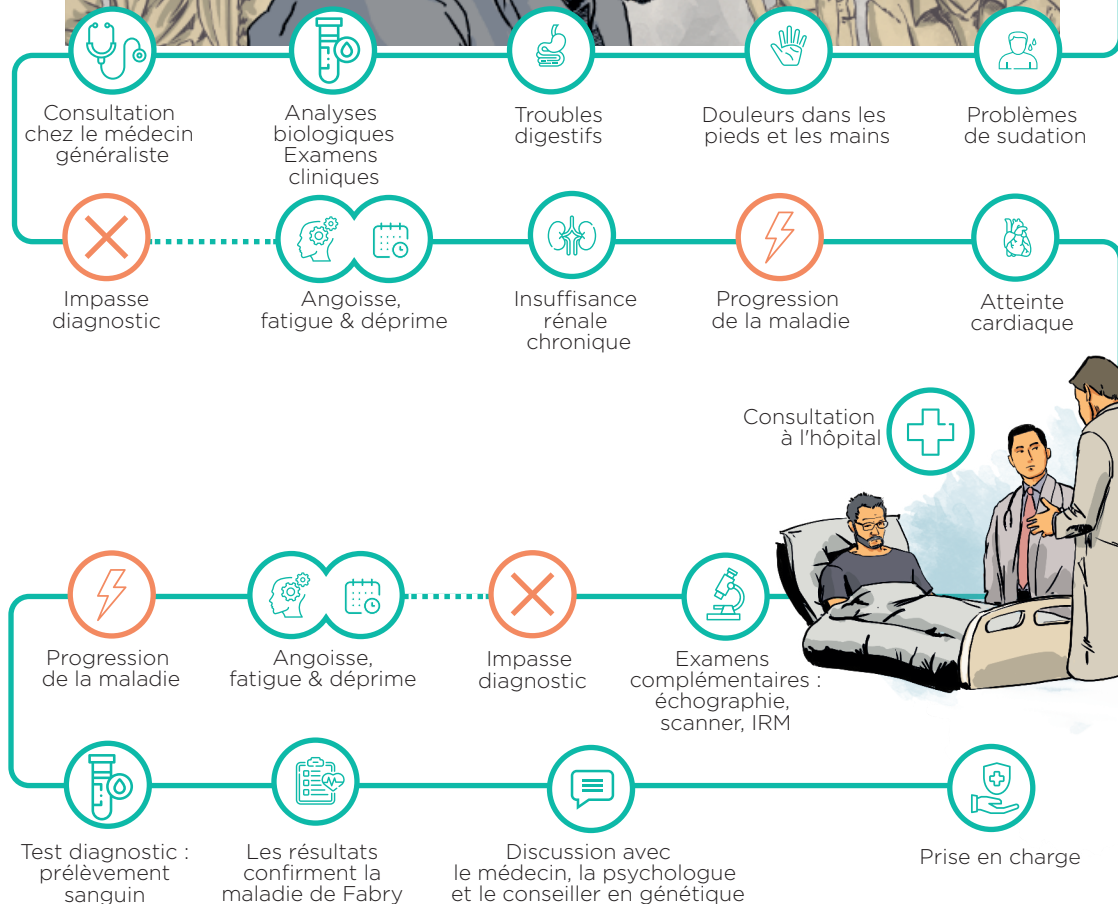 Consultation
chez le médecin
généraliste
Analyses
biologiques
Examens
cliniques
Troubles
digestifs
Douleurs dans les
pieds et les mains
Problèmes
de sudation
Impasse
diagnostic
Angoisse,
fatigue & déprime
Insuffisance
rénale
chronique
Progression
de la maladie
Atteinte
cardiaque
Consultation
à l'hôpital
Progression
de la maladie
Angoisse,
fatigue & déprime
Impasse
diagnostic
Examens
complémentaires :
échographie,
scanner, IRM
Test diagnostic :
prélèvement
sanguin
Les résultats
confirment la
maladie de Fabry
Discussion avec
le médecin, la psychologue
et le conseiller en génétique
Prise en charge